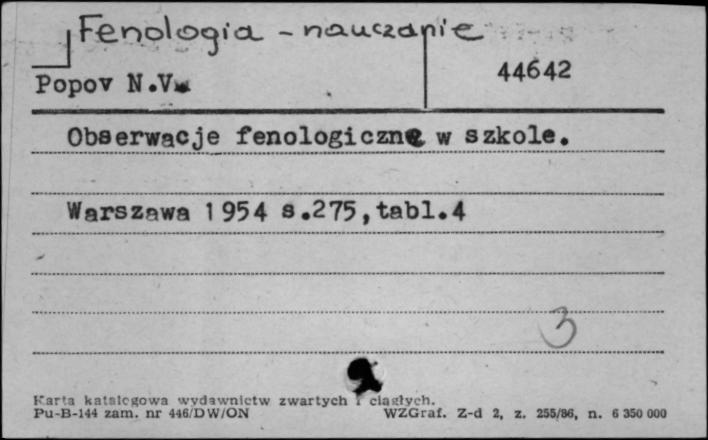 Fenologia - nauczanie
44642
Popov N.V.
Obserwacje fenologiczne w szkole.
Warszawa 1954 s.275,tabl.4
3
Karta katalogowa wydawnictw zwartych i ciągłych.
Pu-B-144 zam. nr 446/DW/ON WZGraf. Z-d 2, z. 255/86, n. 6 350 000